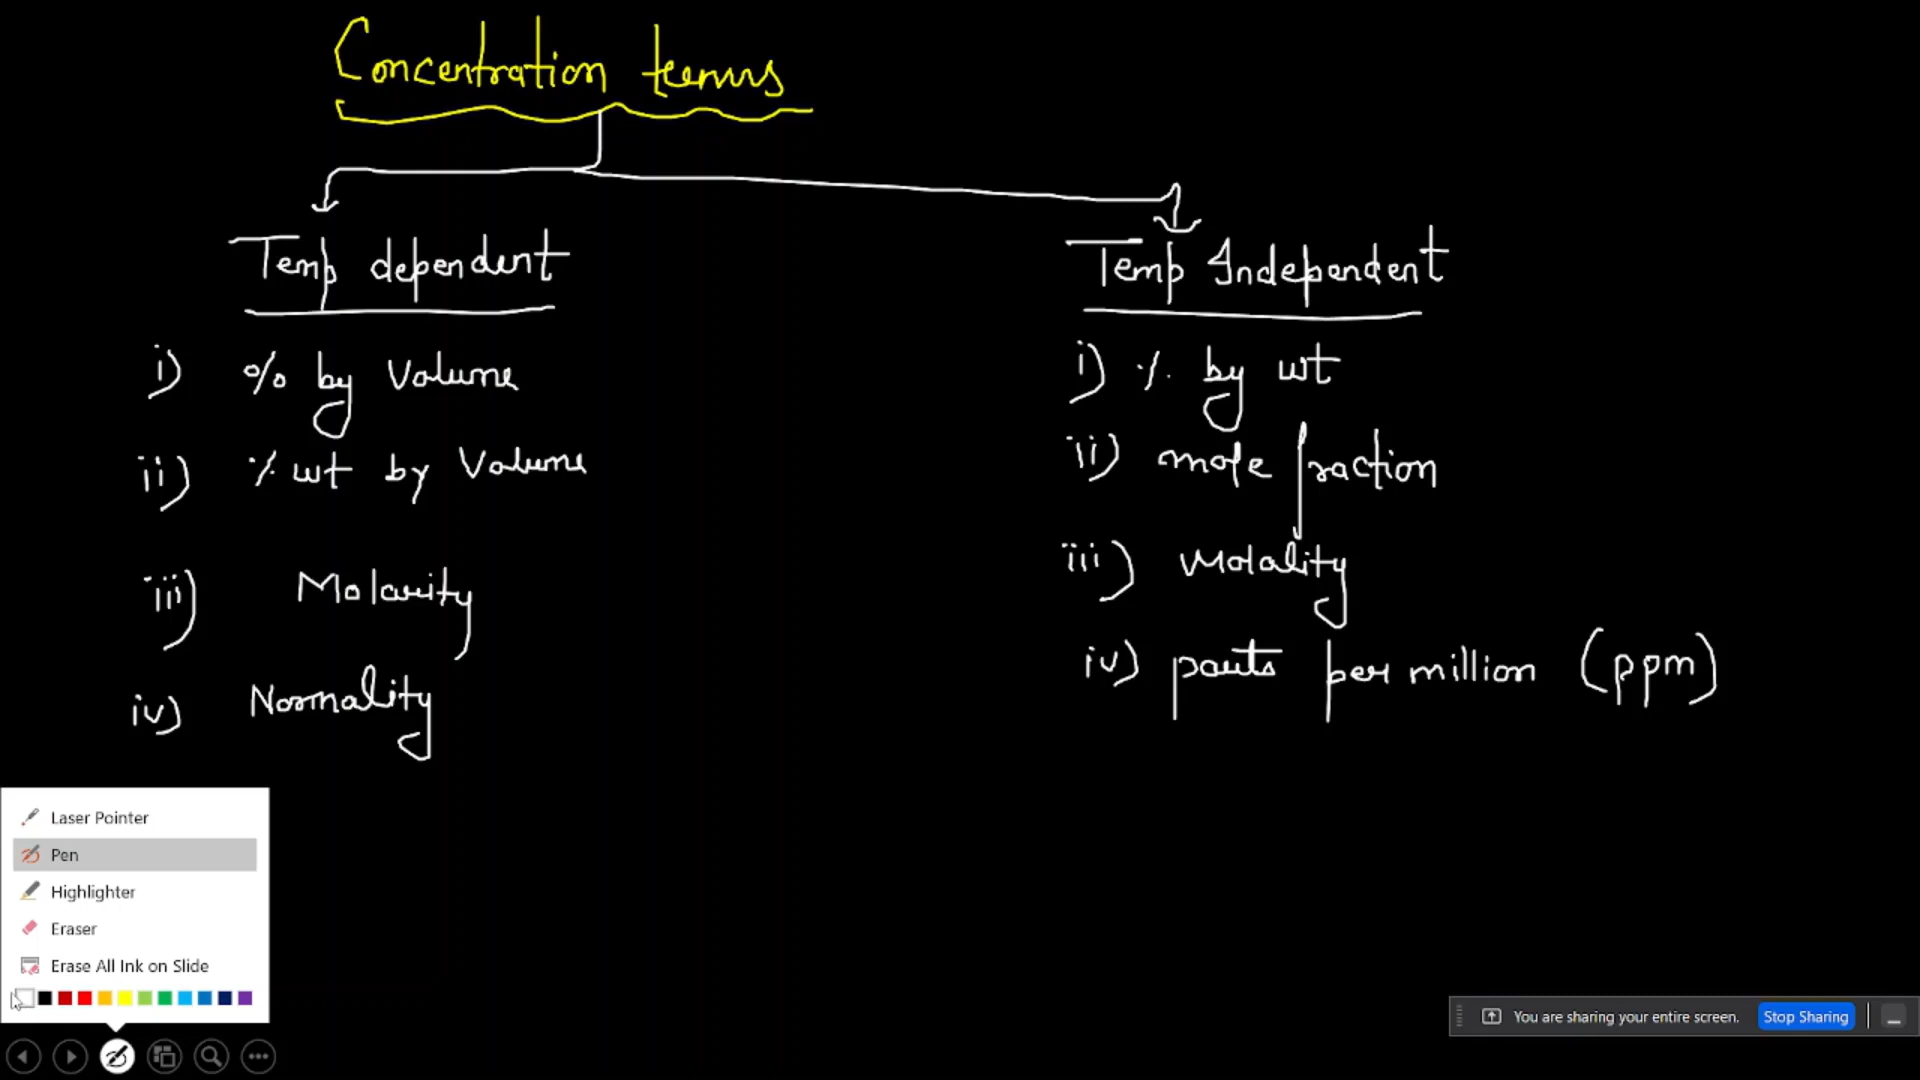 Concentration terms
Temp dependent
i) % by Volume
ii) % wt by Volume
iii) Molarity
iv) Normality
Temp Independent
i) % by wt
ii) mole fraction
iii) Molality
iv) parts per million (ppm)
Laser Pointer
Pen
Highlighter
Eraser
Erase All Ink on Slide
You are sharing your entire screen.
Stop Sharing